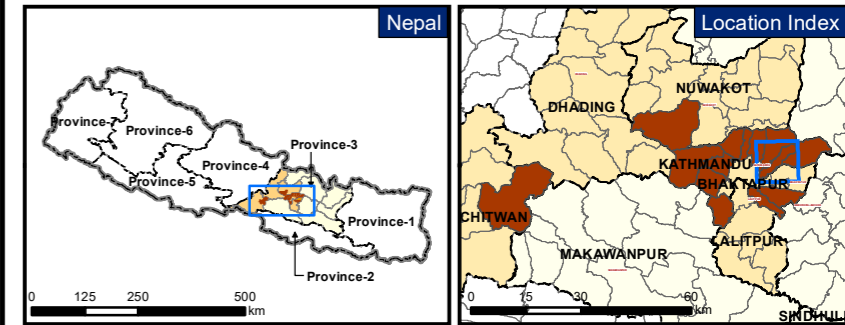 Nepal
Province-7
Province-6
Province-5
Province-4
Province-3
Province-1
Province-2
0 125 250 500
km
Location Index
NUWAKOT
DHADING
KATHMANDU
BHAKTAPUR
CHITWAN
LALITPUR
MAKAWANPUR
0 15 30 60
km
SINDHULI